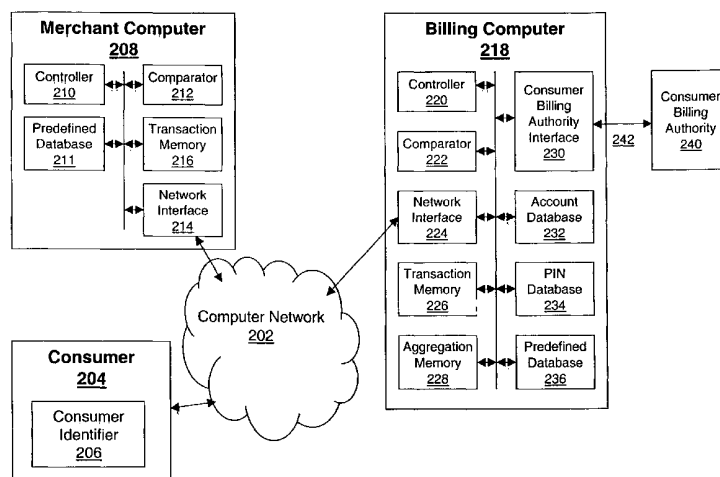 Merchant Computer
208
Controller
210
Comparator
212
Predefined
Database
211
Transaction
Memory
216
Network
Interface
214
Billing Computer
218
Controller
220
Consumer
Billing
Authority
Interface
230
Comparator
222
Network
Interface
224
Account
Database
232
Transaction
Memory
226
PIN
Database
234
Aggregation
Memory
228
Predefined
Database
236
242
Consumer
Billing
Authority
240
Computer Network
202
Consumer
204
Consumer
Identifier
206